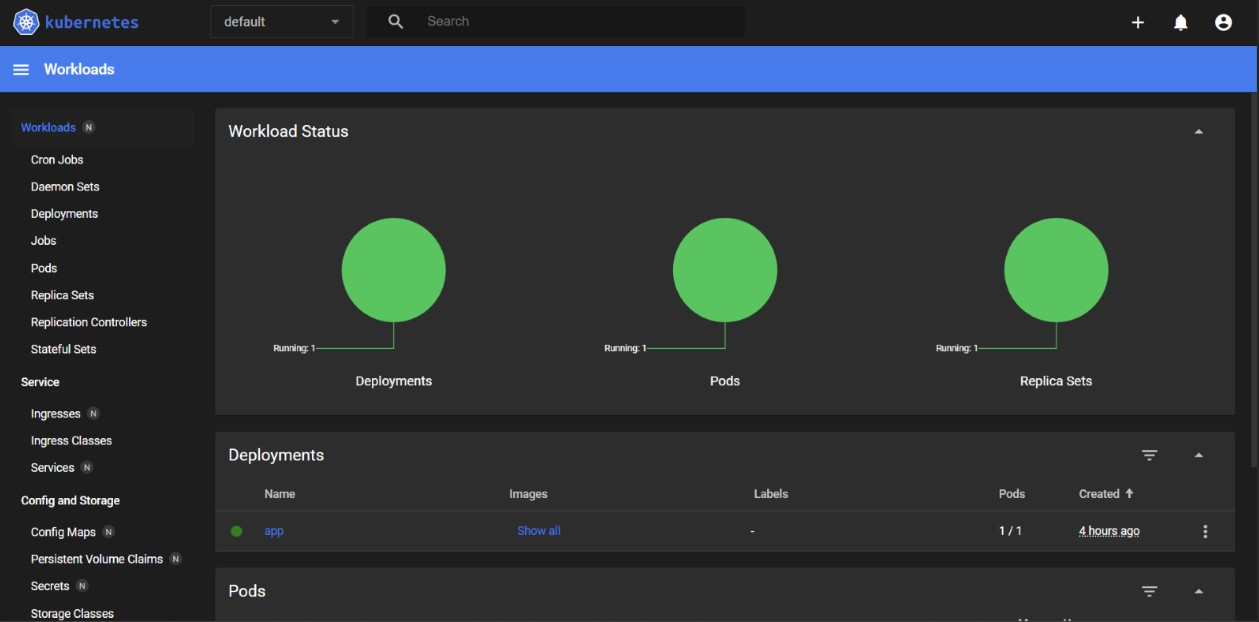 kubernetes
default
Search
Workloads
Workloads N
Cron Jobs
Daemon Sets
Deployments
Jobs
Pods
Replica Sets
Replication Controllers
Stateful Sets
Service
Ingresses N
Ingress Classes
Services N
Config and Storage
Config Maps N
Persistent Volume Claims N
Secrets N
Storage Classes
Workload Status
Running: 1 Running: 1 Running: 1
Deployments Pods Replica Sets
Deployments
Name Images Labels Pods Created
app Show all - 1 / 1 4 hours ago
Pods